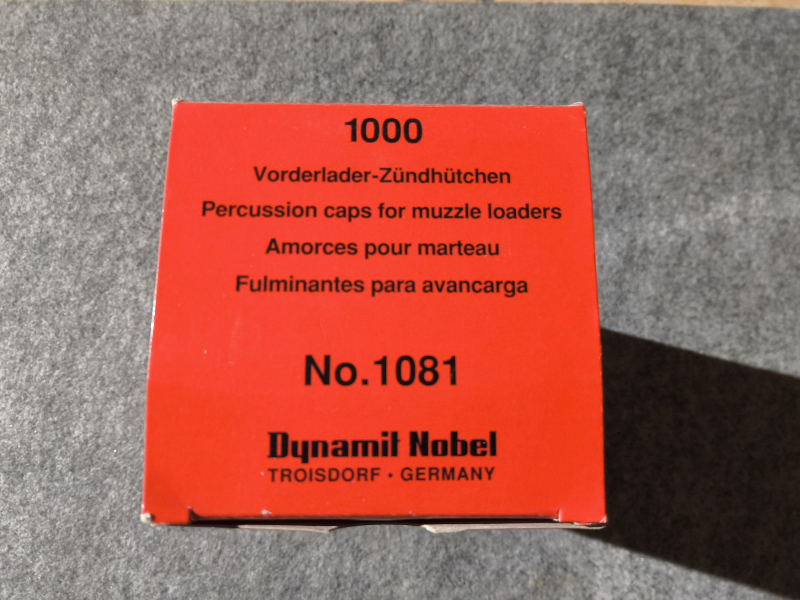 1000
Vorderlader-Zündhütchen
Percussion caps for muzzle loaders
Amorces pour marteau
Fulminantes para avancarga
No.1081
Dynamit Nobel
TROISDORF · GERMANY